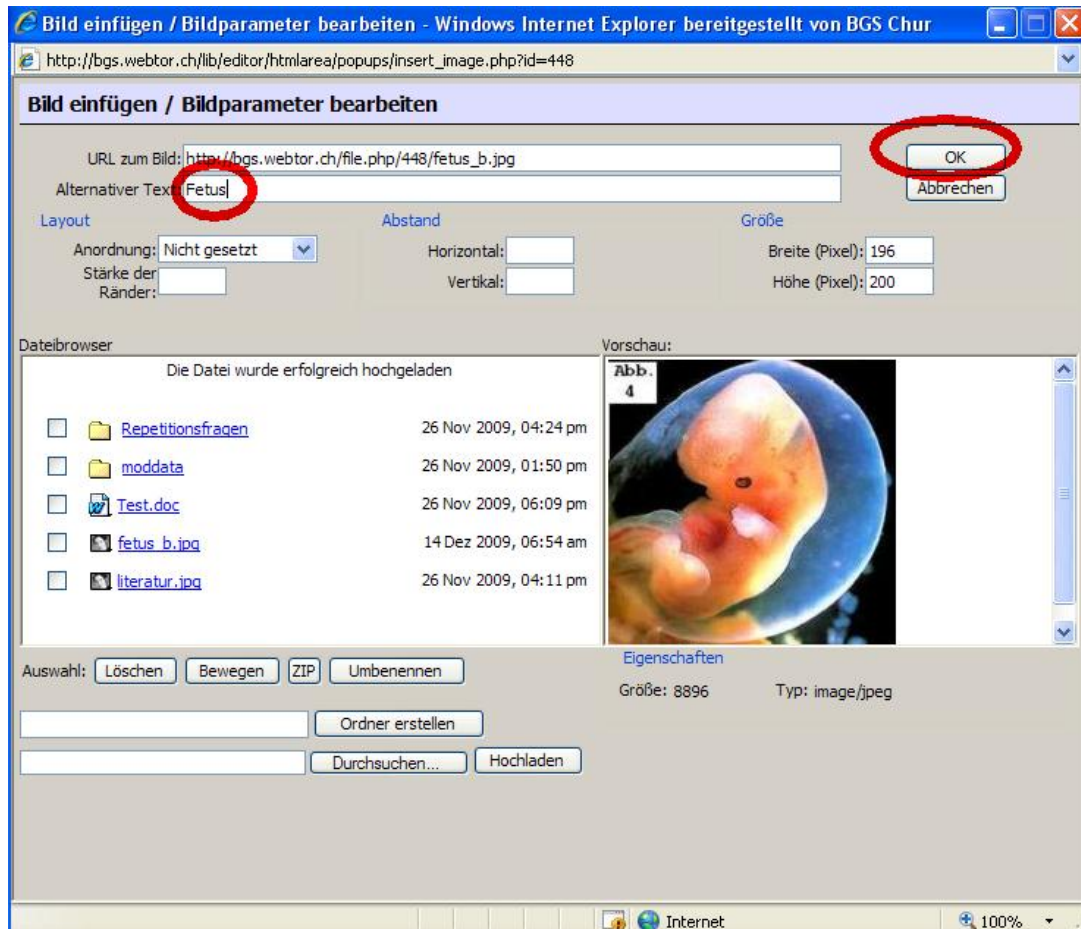 Bild einfügen / Bildparameter bearbeiten - Windows Internet Explorer bereitgestellt von BGS Chur
http://bgs.webtor.ch/lib/editor/htmlarea/popups/insert_image.php?id=448
Bild einfügen / Bildparameter bearbeiten
URL zum Bild: http://bgs.webtor.ch/file.php/448/fetus_b.jpg OK
Alternativer Text: Fetus Abbrechen
Layout Abstand Größe
Anordnung: Nicht gesetzt Horizontal: Breite (Pixel): 196
Stärke der
Ränder: Vertikal: Höhe (Pixel): 200
Dateibrowser Vorschau:
Die Datei wurde erfolgreich hochgeladen
Abb.
4
Repetitionsfragen 26 Nov 2009, 04:24 pm
moddata 26 Nov 2009, 01:50 pm
Test.doc 26 Nov 2009, 06:09 pm
fetus_b.jpg 14 Dez 2009, 06:54 am
literatur.jpg 26 Nov 2009, 04:11 pm
Auswahl: Löschen Bewegen ZIP Umbenennen
Eigenschaften
Größe: 8896 Typ: image/jpeg
Ordner erstellen
Durchsuchen... Hochladen
Internet 100%